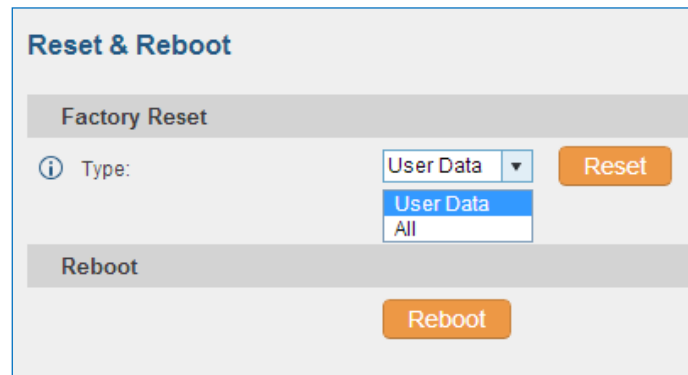 Reset & Reboot
Factory Reset
Type: User Data Reset
User Data
All
Reboot
Reboot